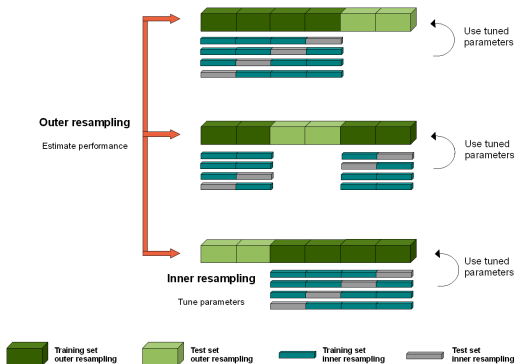 Use tuned
parameters
Outer resampling
Estimate performance
Use tuned
parameters
Inner resampling
Tune parameters
Use tuned
parameters
Training set
outer resampling
Test set
outer resampling
Training set
inner resampling
Test set
inner resampling